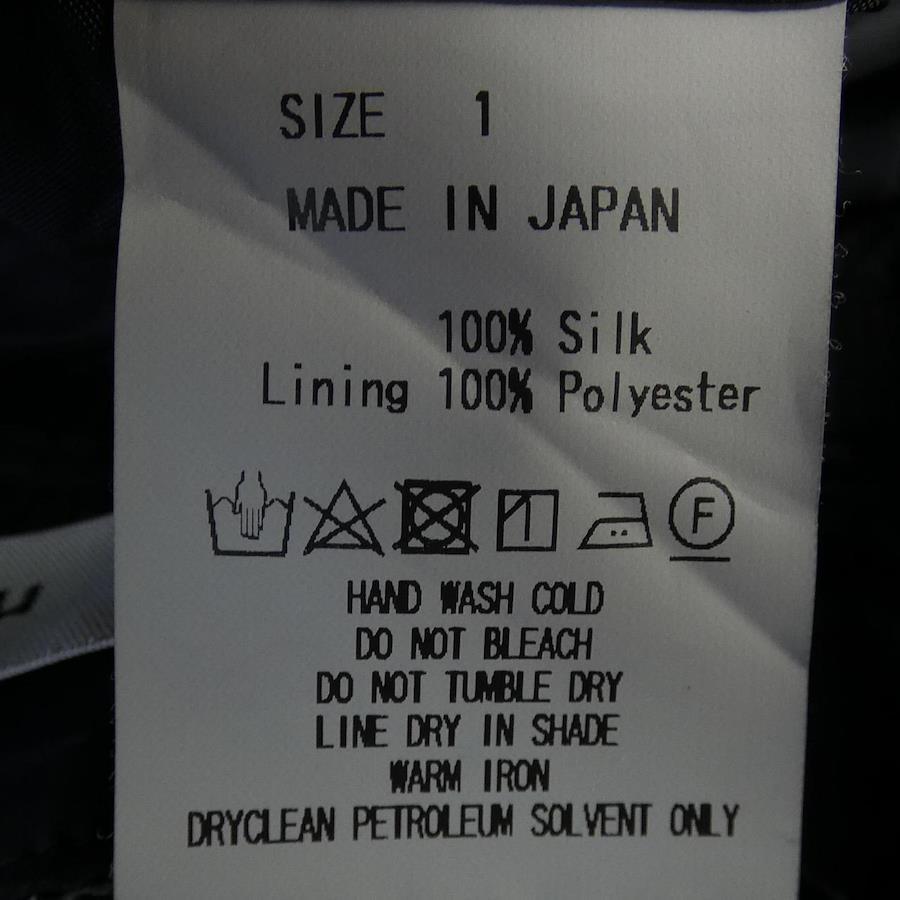 SIZE 1
MADE IN JAPAN
100% Silk
Lining 100% Polyester
F
HAND WASH COLD
DO NOT BLEACH
DO NOT TUMBLE DRY
LINE DRY IN SHADE
WARM IRON
DRYCLEAN PETROLEUM SOLVENT ONLY